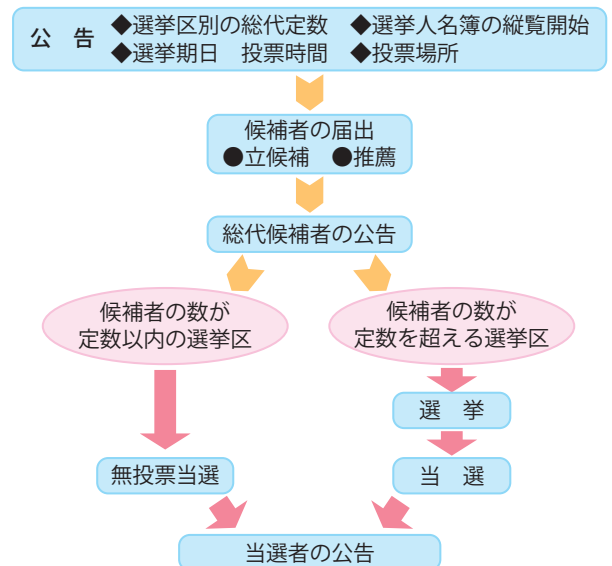 公　告　◆選挙区別の総代定数　◆選挙人名簿の縦覧開始
◆選挙期日　投票時間　◆投票場所
候補者の届出
●立候補　●推薦
総代候補者の公告
候補者の数が
定数以内の選挙区
候補者の数が
定数を超える選挙区
選　挙
無投票当選
当　選
当選者の公告